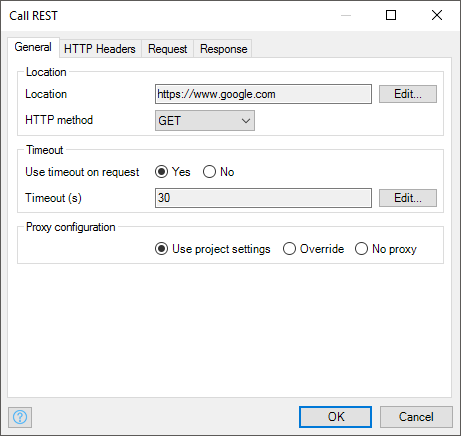 Call REST
General HTTP Headers Request Response
Location
Location https://www.google.com Edit...
HTTP method GET
Timeout
Use timeout on request Yes No
Timeout (s) 30 Edit...
Proxy configuration
Use project settings Override No proxy
? OK Cancel